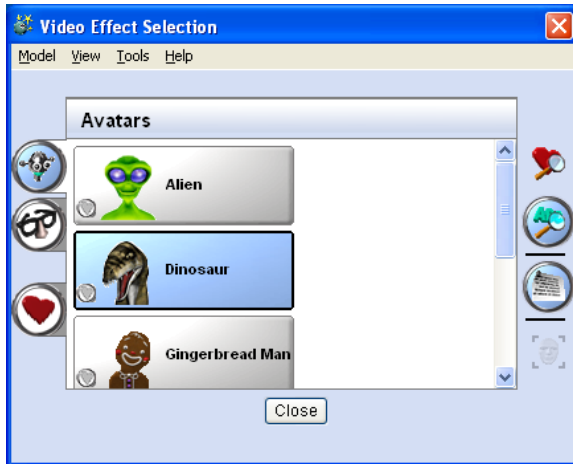 Video Effect Selection
Model View Tools Help
Avatars
Alien
Dinosaur
Gingerbread Man
Close